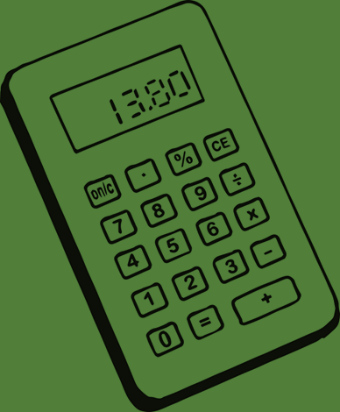 13.80
on/c · % CE
7 8 9 ÷
4 5 6 x
1 2 3 -
0 = +